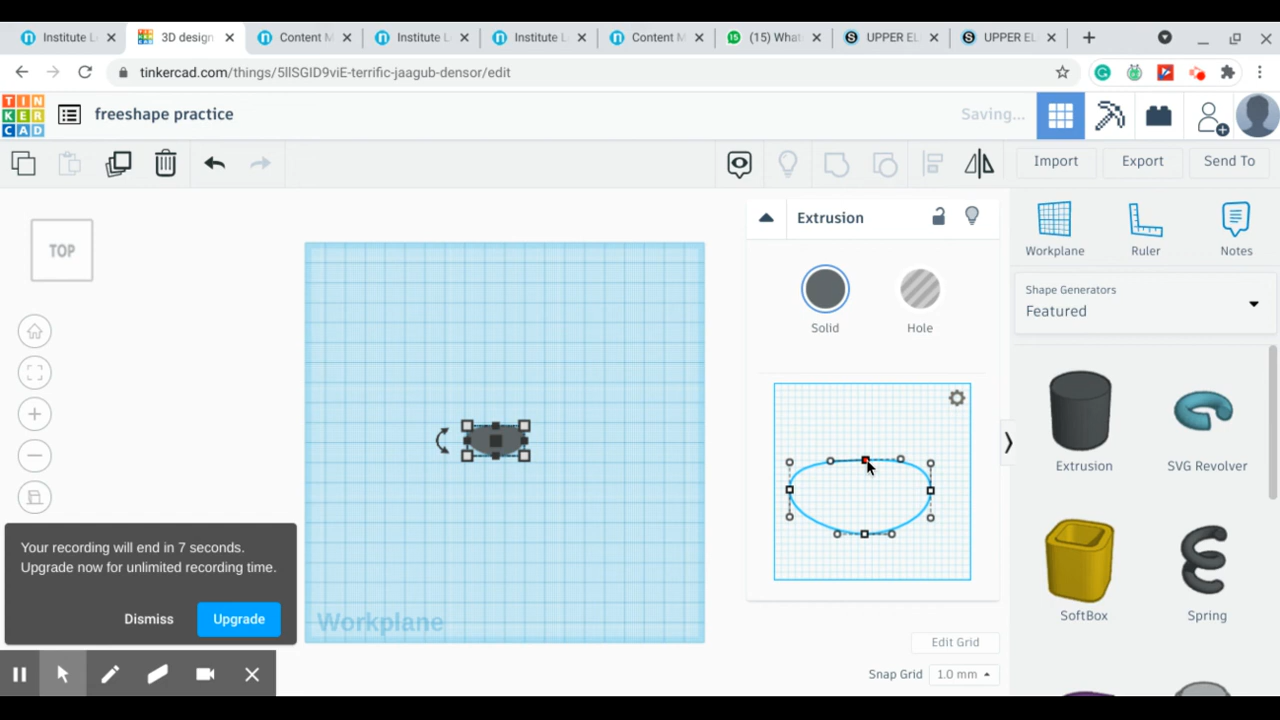 Institute L
3D design
Content M
Institute L
Institute L
Content M
15
(15) What
UPPER EL
UPPER EL
tinkercad.com/things/5llSGID9viE-terrific-jaagub-densor/edit
TIN
KER
CAD
freeshape practice
Saving...
Import
Export
Send To
TOP
Extrusion
Solid
Hole
Workplane
Ruler
Notes
Shape Generators
Featured
Extrusion
SVG Revolver
SoftBox
Spring
Your recording will end in 7 seconds.
Upgrade now for unlimited recording time.
Dismiss
Upgrade
Workplane
Edit Grid
Snap Grid
1.0 mm